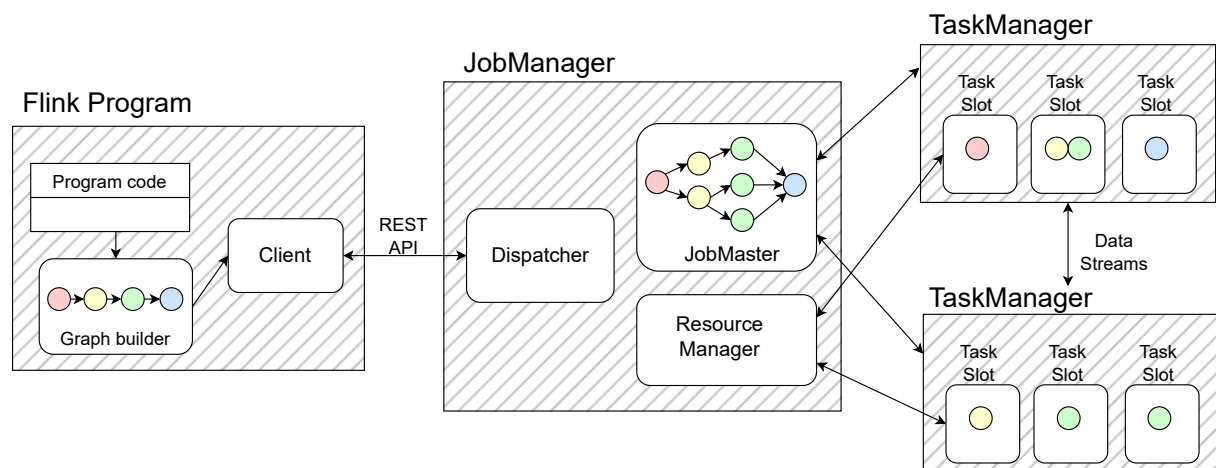 Flink Program
Program code
Graph builder
Client
REST
API
JobManager
Dispatcher
JobMaster
Resource
Manager
TaskManager
Task
Slot
Task
Slot
Task
Slot
Data
Streams
TaskManager
Task
Slot
Task
Slot
Task
Slot